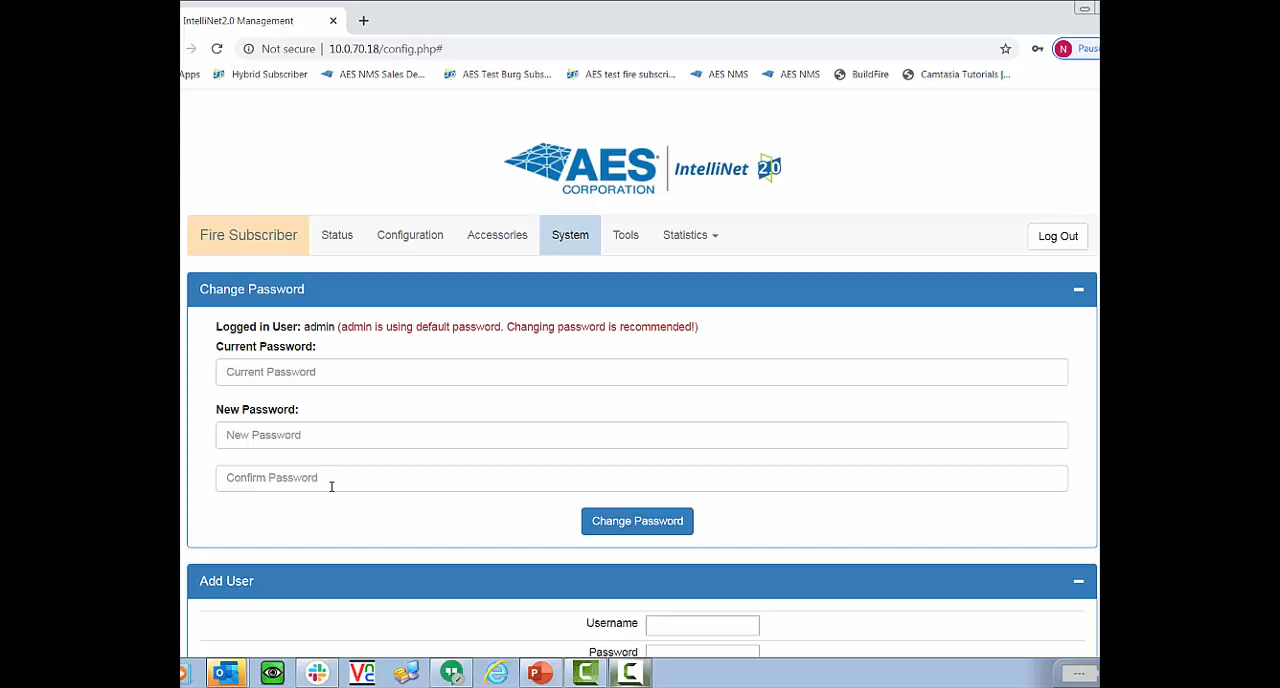 IntelliNet2.0 Management
Not secure | 10.0.70.18/config.php#
N Paus
Apps Hybrid Subscriber AES NMS Sales De... AES Test Burg Subs... AES test fire subscri... AES NMS AES NMS BuildFire Camtasia Tutorials |...
AES CORPORATION IntelliNet 2.0
Fire Subscriber Status Configuration Accessories System Tools Statistics Log Out
Change Password
Logged in User: admin (admin is using default password. Changing password is recommended!)
Current Password:
Current Password
New Password:
New Password
Confirm Password
Change Password
Add User
Username
Password